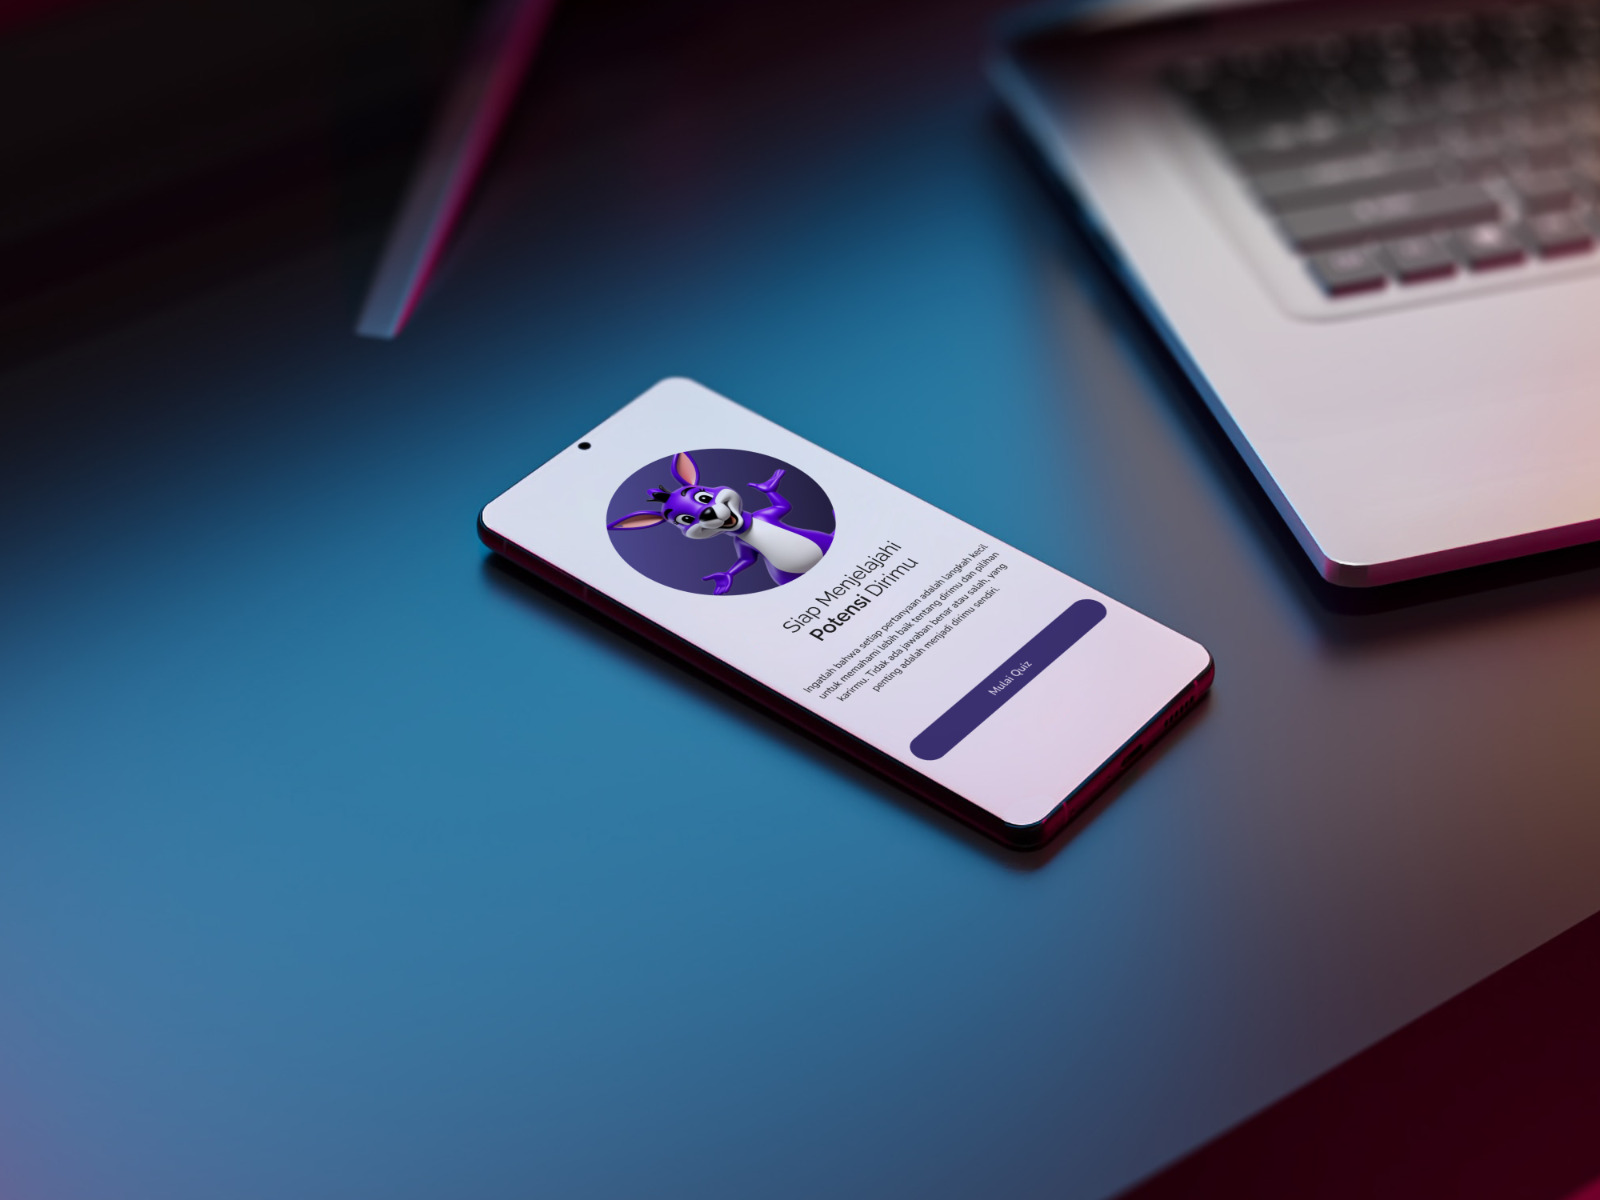 Siap Menjelajahi
Potensi Dirimu
Ingatlah bahwa setiap pertanyaan adalah langkah kecil
untuk memahami lebih baik tentang dirimu dan pilihan
karirmu. Tidak ada jawaban benar atau salah, yang
penting adalah menjadi dirimu sendiri.
Mulai Quiz